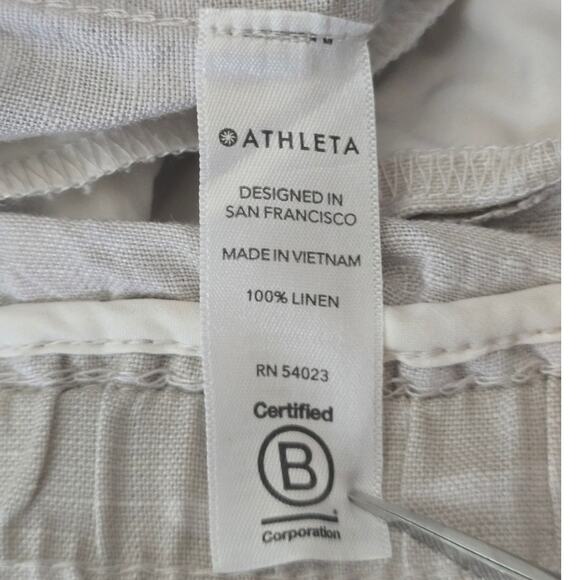 ATHLETA
DESIGNED IN
SAN FRANCISCO
MADE IN VIETNAM
100% LINEN
RN 54023
Certified
B
Corporation